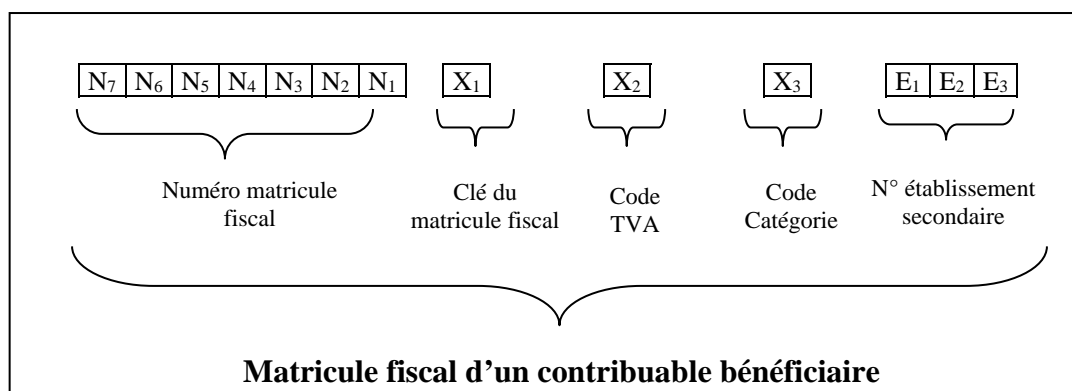 N₇ N₆ N₅ N₄ N₃ N₂ N₁ X₁ X₂ X₃ E₁ E₂ E₃
Numéro matricule
fiscal
Clé du
matricule fiscal
Code
TVA
Code
Catégorie
N° établissement
secondaire
Matricule fiscal d’un contribuable bénéficiaire